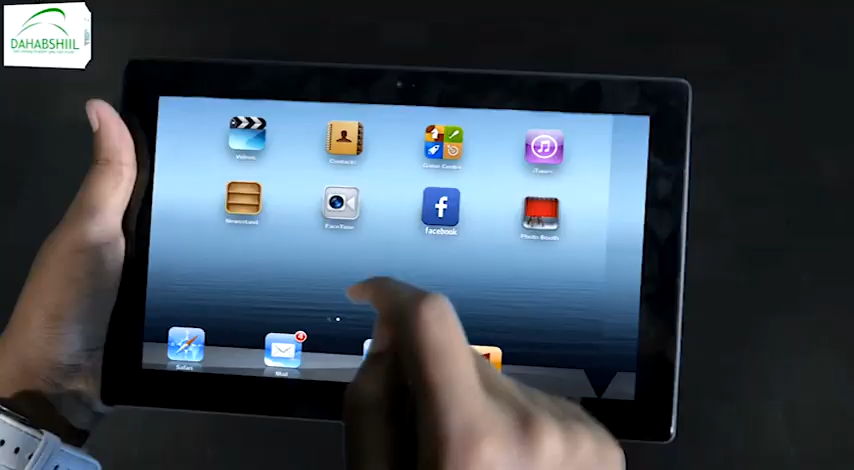 DAHABSHIIL
Videos
Contacts
Game Center
iTunes
Newsstand
FaceTime
facebook
Photo Booth
Safari
Mail